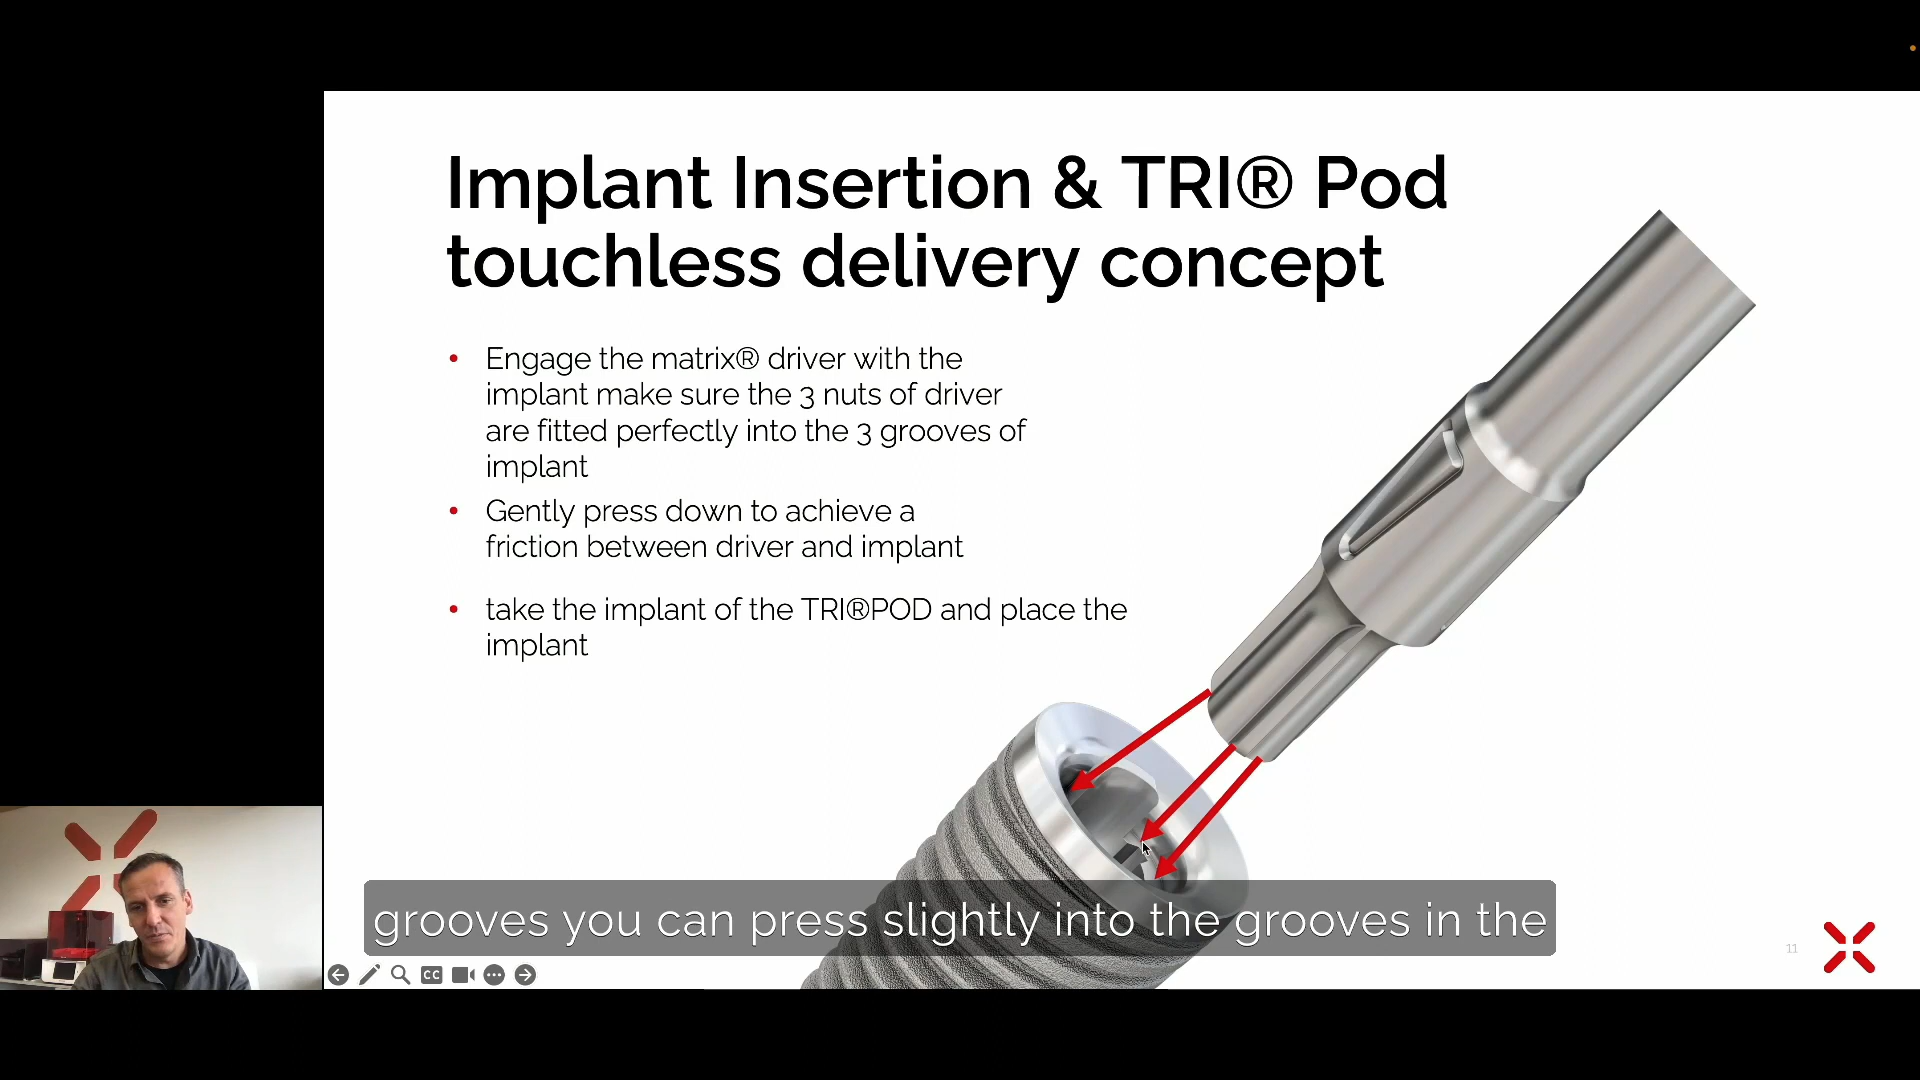 Implant Insertion & TRI® Pod
touchless delivery concept
• Engage the matrix® driver with the
implant make sure the 3 nuts of driver
are fitted perfectly into the 3 grooves of
implant
• Gently press down to achieve a
friction between driver and implant
• take the implant of the TRI®POD and place the
implant
grooves you can press slightly into the grooves in the
11
CC